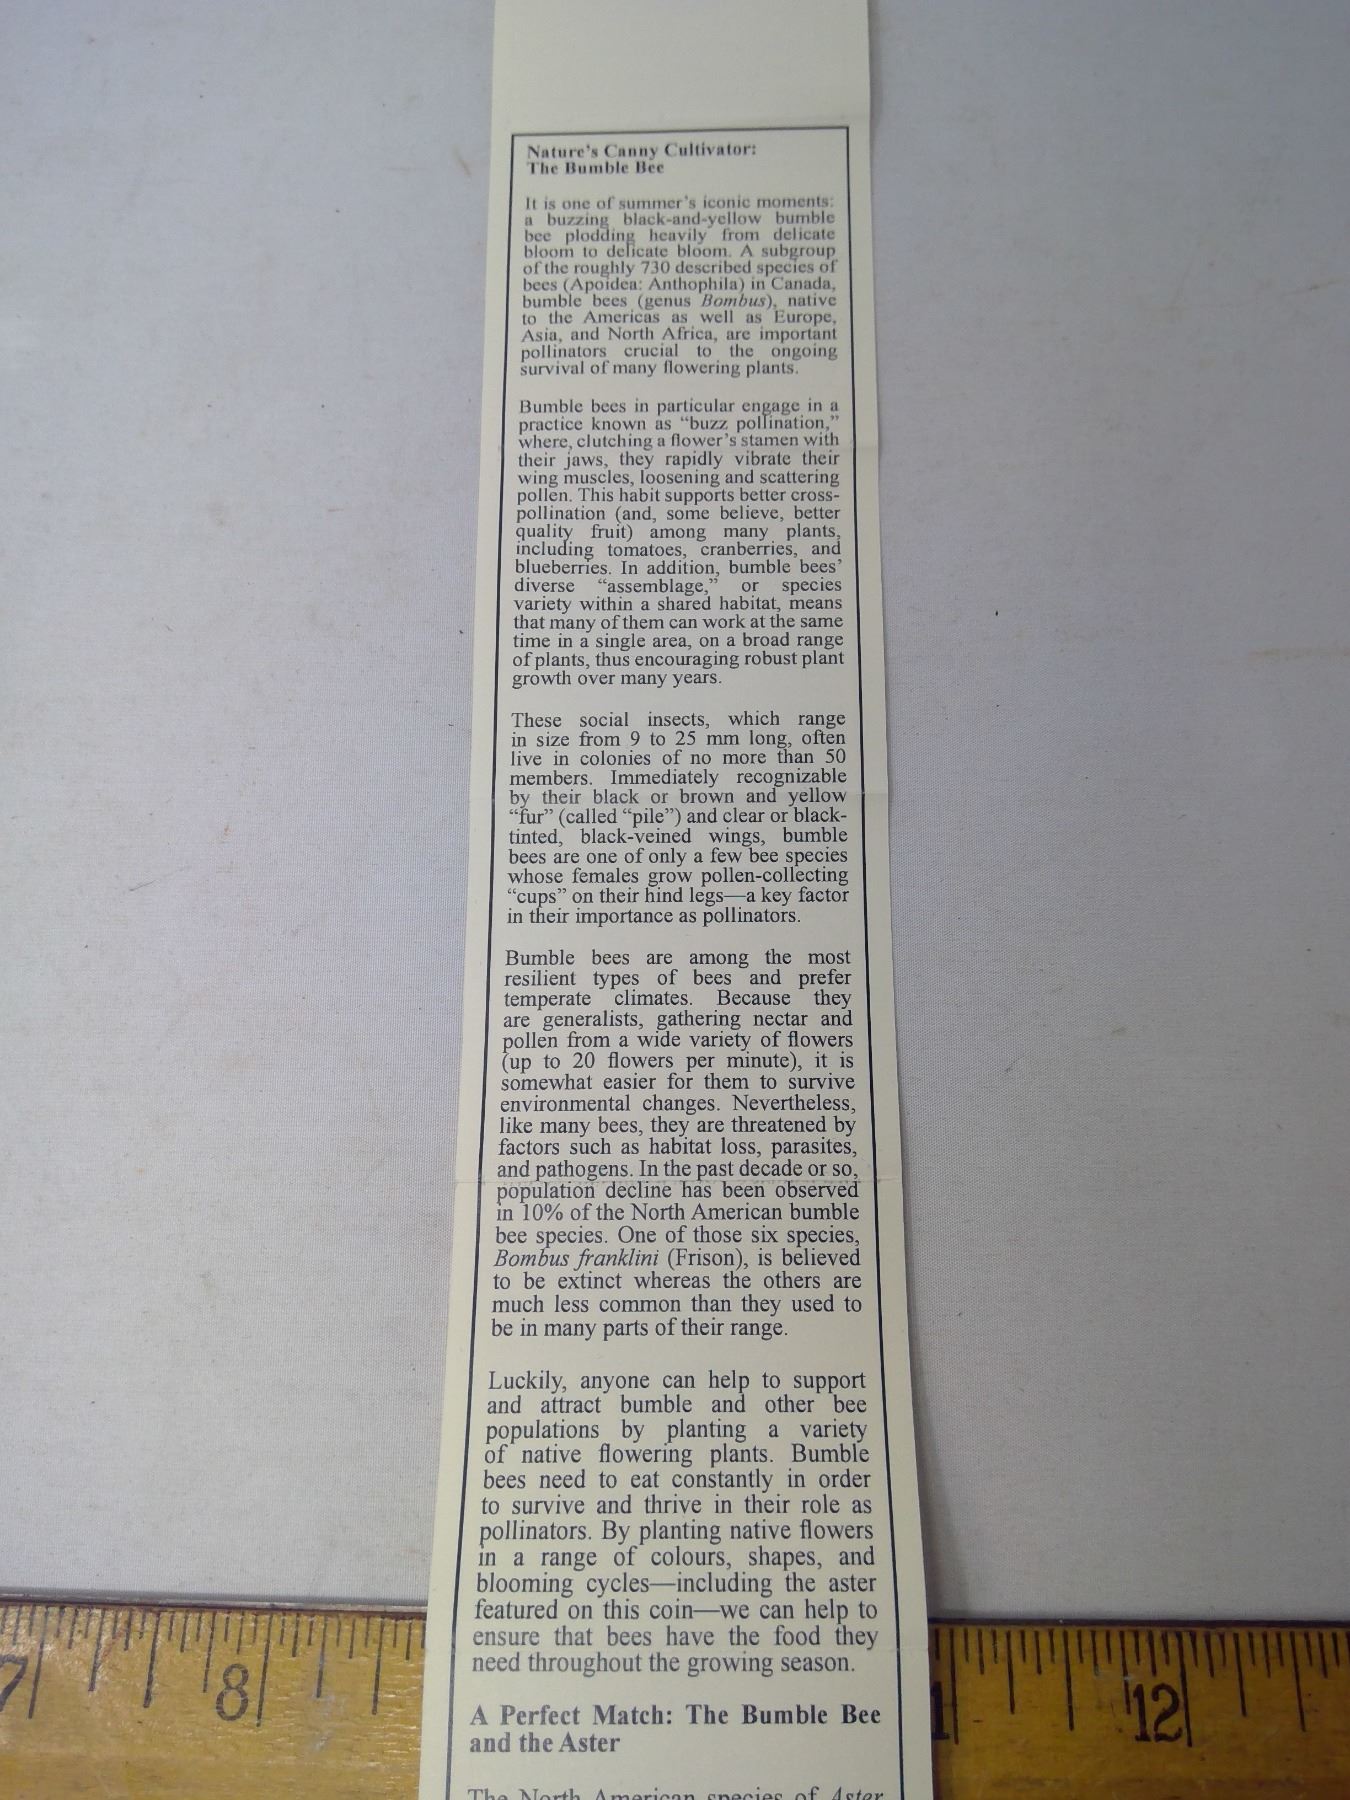 Nature's Canny Cultivator:
The Bumble Bee
It is one of summer's iconic moments:
a buzzing black-and-yellow bumble
bee plodding heavily from delicate
bloom to delicate bloom. A subgroup
of the roughly 730 described species of
bees (Apoidea: Anthophila) in Canada,
bumble bees (genus Bombus), native
to the Americas as well as Europe,
Asia, and North Africa, are important
pollinators crucial to the ongoing
survival of many flowering plants.
Bumble bees in particular engage in a
practice known as “buzz pollination,”
where, clutching a flower's stamen with
their jaws, they rapidly vibrate their
wing muscles, loosening and scattering
pollen. This habit supports better cross-
pollination (and, some believe, better
quality fruit) among many plants,
including tomatoes, cranberries, and
blueberries. In addition, bumble bees'
diverse “assemblage,” or species
variety within a shared habitat, means
that many of them can work at the same
time in a single area, on a broad range
of plants, thus encouraging robust plant
growth over many years.
These social insects, which range
in size from 9 to 25 mm long, often
live in colonies of no more than 50
members. Immediately recognizable
by their black or brown and yellow
“fur” (called “pile”) and clear or black-
tinted, black-veined wings, bumble
bees are one of only a few bee species
whose females grow pollen-collecting
“cups” on their hind legs—a key factor
in their importance as pollinators.
Bumble bees are among the most
resilient types of bees and prefer
temperate climates. Because they
are generalists, gathering nectar and
pollen from a wide variety of flowers
(up to 20 flowers per minute), it is
somewhat easier for them to survive
environmental changes. Nevertheless,
like many bees, they are threatened by
factors such as habitat loss, parasites,
and pathogens. In the past decade or so,
population decline has been observed
in 10% of the North American bumble
bee species. One of those six species,
Bombus franklini (Frison), is believed
to be extinct whereas the others are
much less common than they used to
be in many parts of their range.
Luckily, anyone can help to support
and attract bumble and other bee
populations by planting a variety
of native flowering plants. Bumble
bees need to eat constantly in order
to survive and thrive in their role as
pollinators. By planting native flowers
in a range of colours, shapes, and
blooming cycles—including the aster
featured on this coin—we can help to
ensure that bees have the food they
need throughout the growing season.
A Perfect Match: The Bumble Bee
and the Aster
The North American species of Aster
7 8 1 12